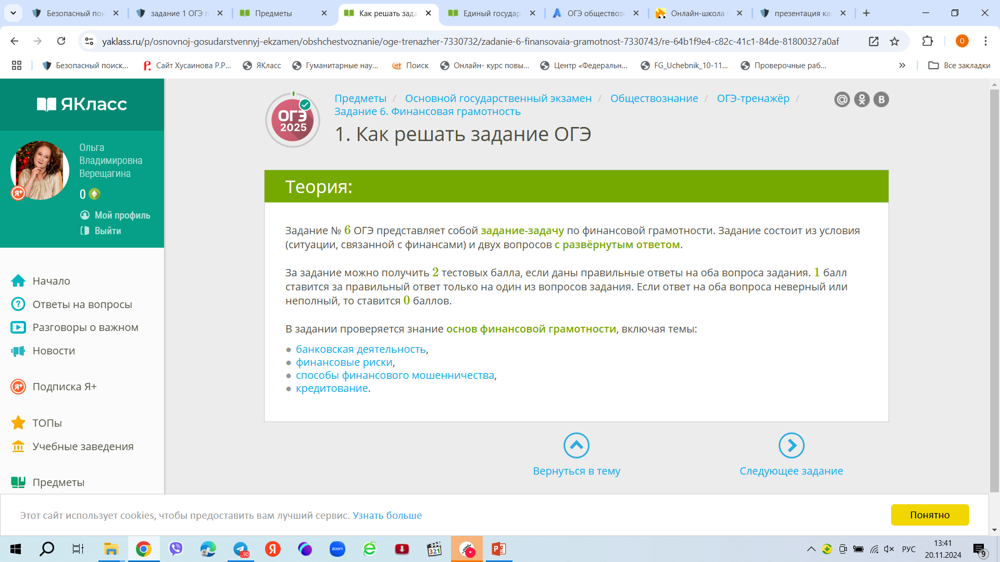 Безопасный пои
задание 1 ОГЭ п
Предметы
Как решать зада
Единый государ
ОГЭ обществозн
Онлайн-школа
презентация ка
yaklass.ru/p/osnovnoj-gosudarstvennyj-ekzamen/obshchestvoznanie/oge-trenazher-7330732/zadanie-6-finansovaia-gramotnost-7330743/re-64b1f9e4-c82c-41c1-84de-81800327a0af
O
Безопасный поиск...
Сайт Хусаинова Р.Р...
ЯКласс
Гуманитарные нау...
Поиск
Онлайн- курс повы...
Центр «Федеральн...
FG_Uchebnik_10-11...
Проверочные раб...
Все закладки
ЯКласс
Ольга
Владимировна
Верещагина
0
Я+
Мой профиль
Выйти
Начало
Ответы на вопросы
Разговоры о важном
Новости
Я+ Подписка Я+
ТОПы
Учебные заведения
Предметы
ОГЭ
2025
Предметы / Основной государственный экзамен / Обществознание / ОГЭ-тренажёр /
Задание 6. Финансовая грамотность
1. Как решать задание ОГЭ
Теория:
Задание № 6 ОГЭ представляет собой задание-задачу по финансовой грамотности. Задание состоит из условия
(ситуации, связанной с финансами) и двух вопросов с развёрнутым ответом.
За задание можно получить 2 тестовых балла, если даны правильные ответы на оба вопроса задания. 1 балл
ставится за правильный ответ только на один из вопросов задания. Если ответ на оба вопроса неверный или
неполный, то ставится 0 баллов.
В задании проверяется знание основ финансовой грамотности, включая темы:
● банковская деятельность,
● финансовые риски,
● способы финансового мошенничества,
● кредитование.
Вернуться в тему
Следующее задание
Этот сайт использует cookies, чтобы предоставить вам лучший сервис. Узнать больше
Понятно
..90
Я
zoom
321
РУС
13:41
20.11.2024
9